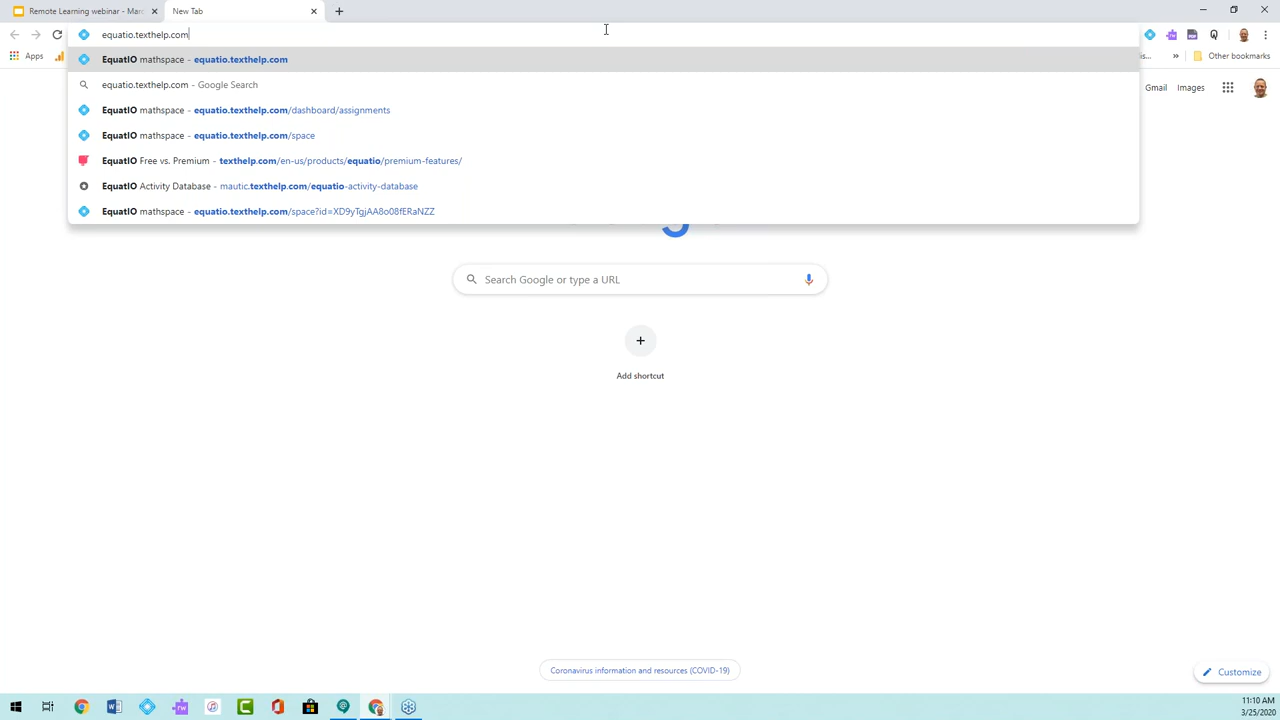 Remote Learning webinar - Marc
New Tab
equatio.texthelp.com
Apps
EquatIO mathspace - equatio.texthelp.com
is...
»
Other bookmarks
equatio.texthelp.com - Google Search
Gmail
Images
EquatIO mathspace - equatio.texthelp.com/dashboard/assignments
EquatIO mathspace - equatio.texthelp.com/space
EquatIO Free vs. Premium - texthelp.com/en-us/products/equatio/premium-features/
EquatIO Activity Database - mautic.texthelp.com/equatio-activity-database
EquatIO mathspace - equatio.texthelp.com/space?id=XD9yTgjAA8o08fERaNZZ
Search Google or type a URL
Add shortcut
Coronavirus information and resources (COVID-19)
Customize
11:10 AM
3/25/2020